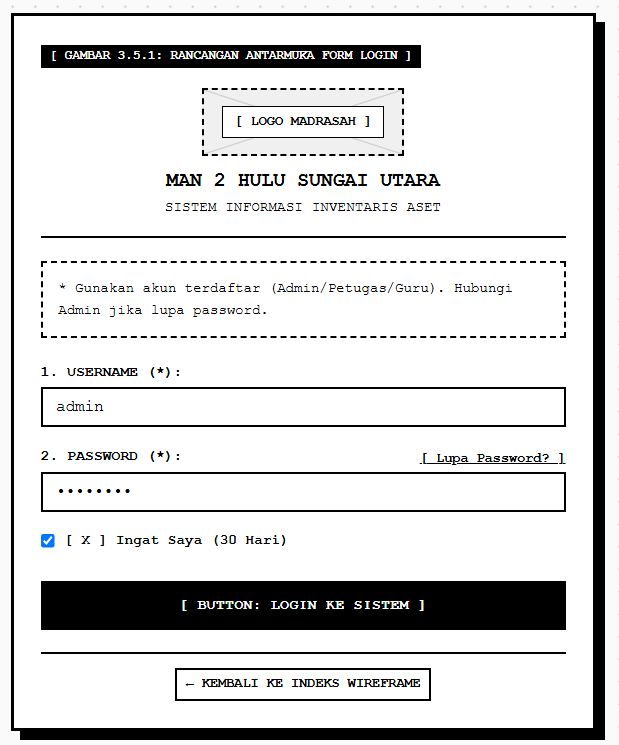 [ GAMBAR 3.5.1: RANCANGAN ANTARMUKA FORM LOGIN ]
[ LOGO MADRASAH ]
MAN 2 HULU SUNGAI UTARA
SISTEM INFORMASI INVENTARIS ASET
* Gunakan akun terdaftar (Admin/Petugas/Guru). Hubungi
Admin jika lupa password.
1. USERNAME (*):
admin
2. PASSWORD (*):
[ Lupa Password? ]
••••••••
[ X ] Ingat Saya (30 Hari)
[ BUTTON: LOGIN KE SISTEM ]
← KEMBALI KE INDEKS WIREFRAME